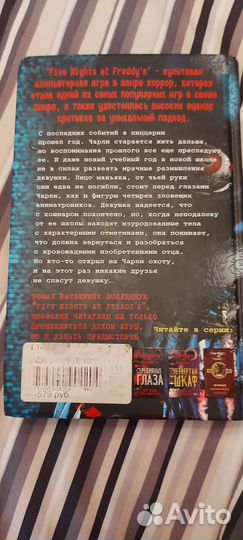 "Five Nights at Freddy's" - культовая
компьютерная игра в жанре хоррор, которая
стала одной из самых популярных игр в своем
жанре, а также удостоилась высоких оценок
критиков за уникальный подход.
С последних событий в пиццерии
прошел год. Чарли старается жить дальше,
но воспоминания прошлого все еще преследуют
ее. И даже новый учебный год в новой школе
не в силах развеять мрачные размышления
девушки. Лицо маньяка, от чьей руки
они едва не погибли, стоит перед глазами
Чарли, как и фигуры четырех зловещих
аниматроников. Девушка надеется, что
с кошмаром покончено, но, когда неподалеку
от ее школы находят изуродованные тела
с характерными отметинами, она понимает,
что должна вернуться и разобраться
с кровожадными изобретениями отца.
Но кто-то открыл на Чарли охоту,
и на этот раз никакие друзья
не спасут девушку.
РОМАН РАСШИРЯЕТ ВСЕЛЕННУЮ
"FIVE NIGHTS AT FREDDY'S",
ПОЗВОЛЯЯ ЧИТАТЕЛЮ НЕ ТОЛЬКО
ПРОНИКНУТЬСЯ ДУХОМ ИГРЫ,
НО И УЗНАТЬ ПРЕДЫСТОРИЮ
Читайте в серии:
СЕРЕБРЯНЫЕ
ГЛАЗА
ЧЕТВЕРТЫЙ
ШКАФ
579 руб
Avito